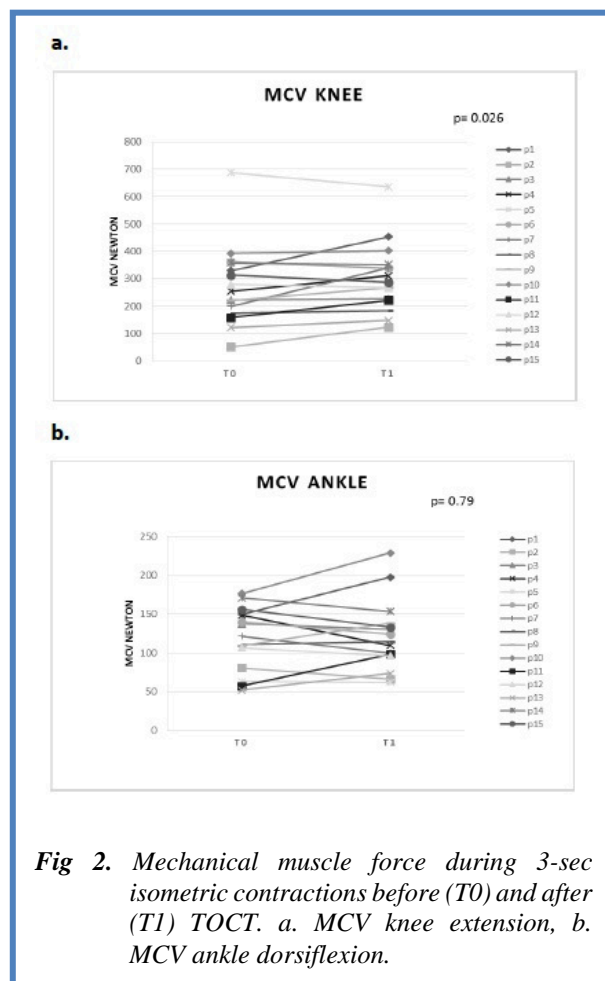 a.
MCV KNEE
p= 0.026
800
700
600
500
400
300
200
100
0
MCV NEWTON
T0
T1
p1
p2
p3
p4
p5
p6
p7
p8
p9
p10
p11
p12
p13
p14
p15
b.
MCV ANKLE
p= 0.79
250
200
150
100
50
0
MCV NEWTON
T0
T1
p1
p2
p3
p4
p5
p6
p7
p8
p9
p10
p11
p12
p13
p14
p15
Fig 2. Mechanical muscle force during 3-sec
isometric contractions before (T0) and after
(T1) TOCT. a. MCV knee extension, b.
MCV ankle dorsiflexion.